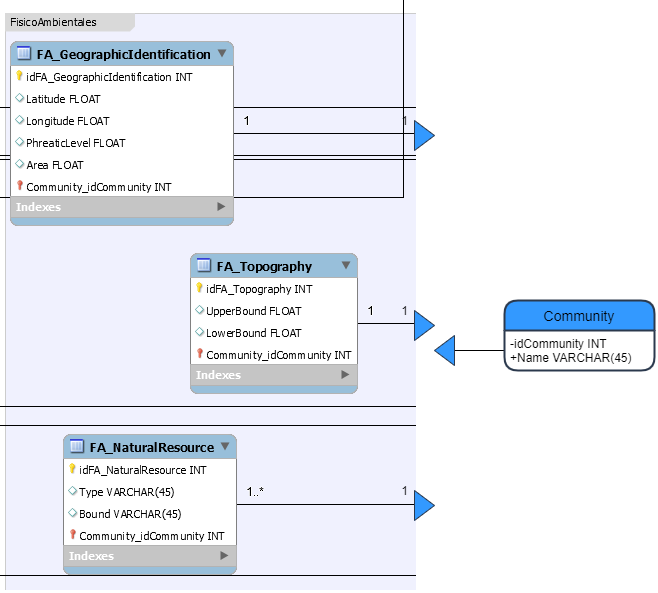 FisicoAmbientales
FA_GeographicIdentification
idFA_GeographicIdentification INT
Latitude FLOAT
Longitude FLOAT
PhreaticLevel FLOAT
Area FLOAT
Community_idCommunity INT
Indexes
1 1
FA_Topography
idFA_Topography INT
UpperBound FLOAT
LowerBound FLOAT
Community_idCommunity INT
Indexes
1 1
Community
-idCommunity INT
+Name VARCHAR(45)
FA_NaturalResource
idFA_NaturalResource INT
Type VARCHAR(45)
Bound VARCHAR(45)
Community_idCommunity INT
Indexes
1..* 1